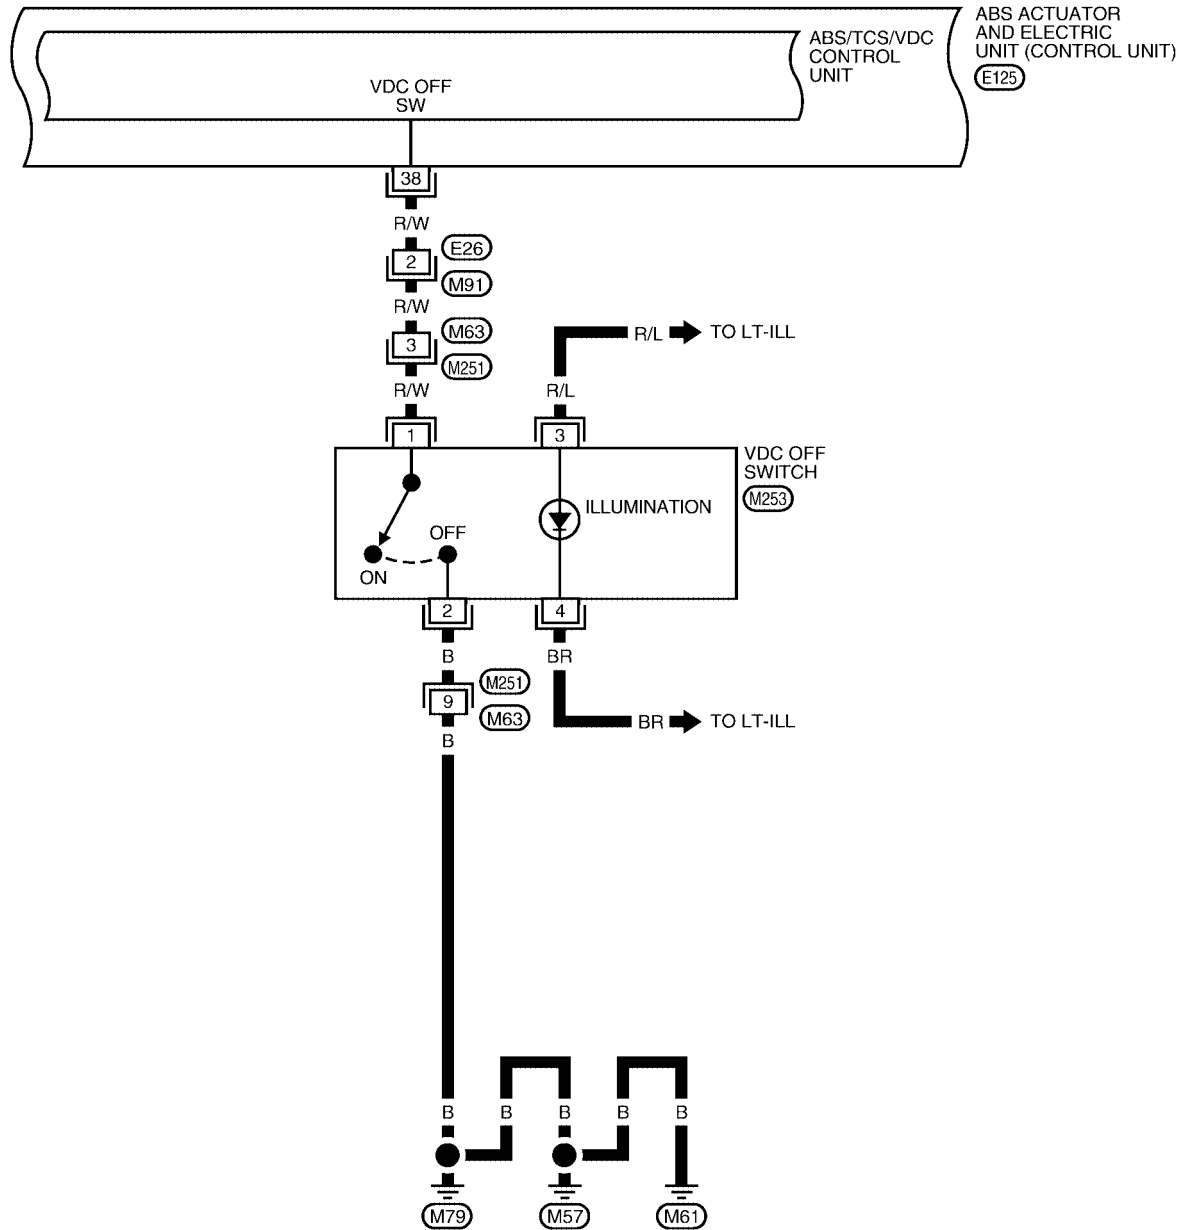 ABS ACTUATOR
AND ELECTRIC
UNIT (CONTROL UNIT)
E125
ABS/TCS/VDC
CONTROL
UNIT
VDC OFF
SW
38
R/W
E26
2
M91
R/W
M63
3
M251
R/W
R/L TO LT-ILL
R/L
1
3
VDC OFF
SWITCH
M253
ILLUMINATION
OFF
ON
2
4
B
BR
M251
9
M63
BR TO LT-ILL
B
B B B B B
M79 M57 M61